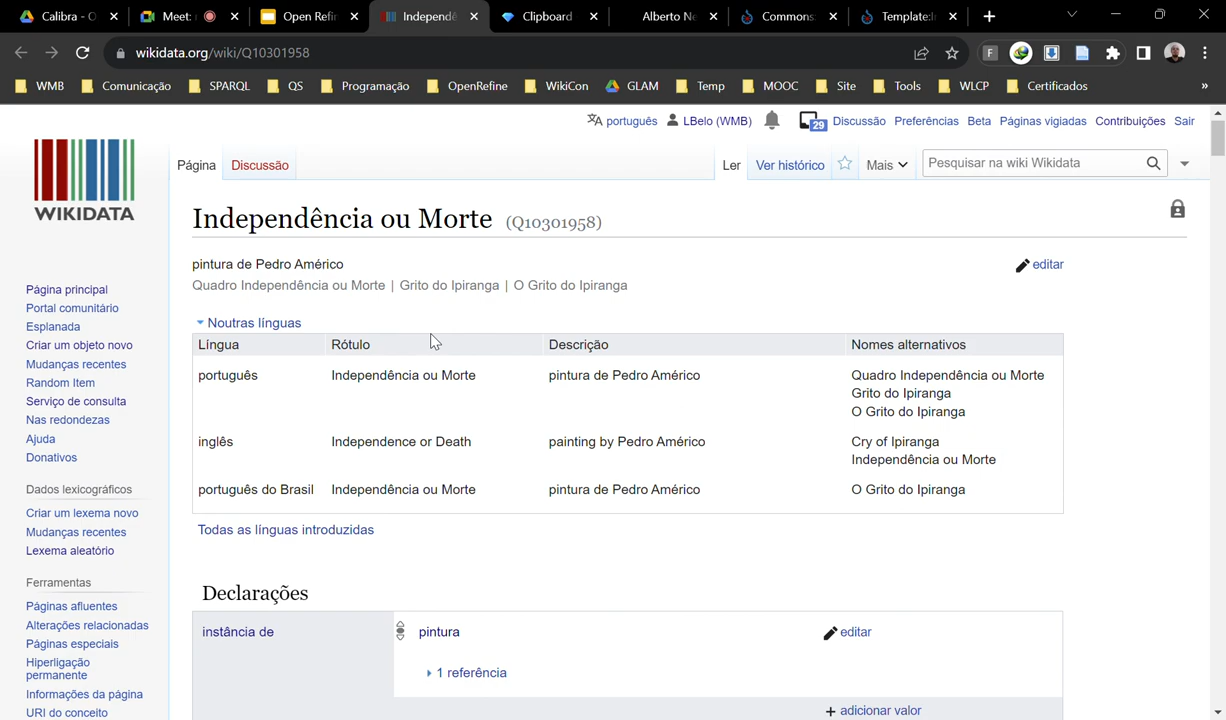 Calibra - O
Meet:
Open Refin
Independê
Clipboard
Alberto Ne
Commons:
Template:In
wikidata.org/wiki/Q10301958
WMB Comunicação SPARQL QS Programação OpenRefine WikiCon GLAM Temp MOOC Site Tools WLCP Certificados »
português LBelo (WMB) 29 Discussão Preferências Beta Páginas vigiadas Contribuições Sair
Página Discussão Ler Ver histórico Mais Pesquisar na wiki Wikidata
WIKIDATA
Independência ou Morte (Q10301958)
pintura de Pedro Américo editar
Quadro Independência ou Morte | Grito do Ipiranga | O Grito do Ipiranga
Noutras línguas
Língua Rótulo Descrição Nomes alternativos
português Independência ou Morte pintura de Pedro Américo Quadro Independência ou Morte
Grito do Ipiranga
O Grito do Ipiranga
inglês Independence or Death painting by Pedro Américo Cry of Ipiranga
Independência ou Morte
português do Brasil Independência ou Morte pintura de Pedro Américo O Grito do Ipiranga
Todas as línguas introduzidas
Declarações
instância de pintura editar
1 referência
+ adicionar valor
Página principal
Portal comunitário
Esplanada
Criar um objeto novo
Mudanças recentes
Random Item
Serviço de consulta
Nas redondezas
Ajuda
Donativos
Dados lexicográficos
Criar um lexema novo
Mudanças recentes
Lexema aleatório
Ferramentas
Páginas afluentes
Alterações relacionadas
Páginas especiais
Hiperligação
permanente
Informações da página
URI do conceito